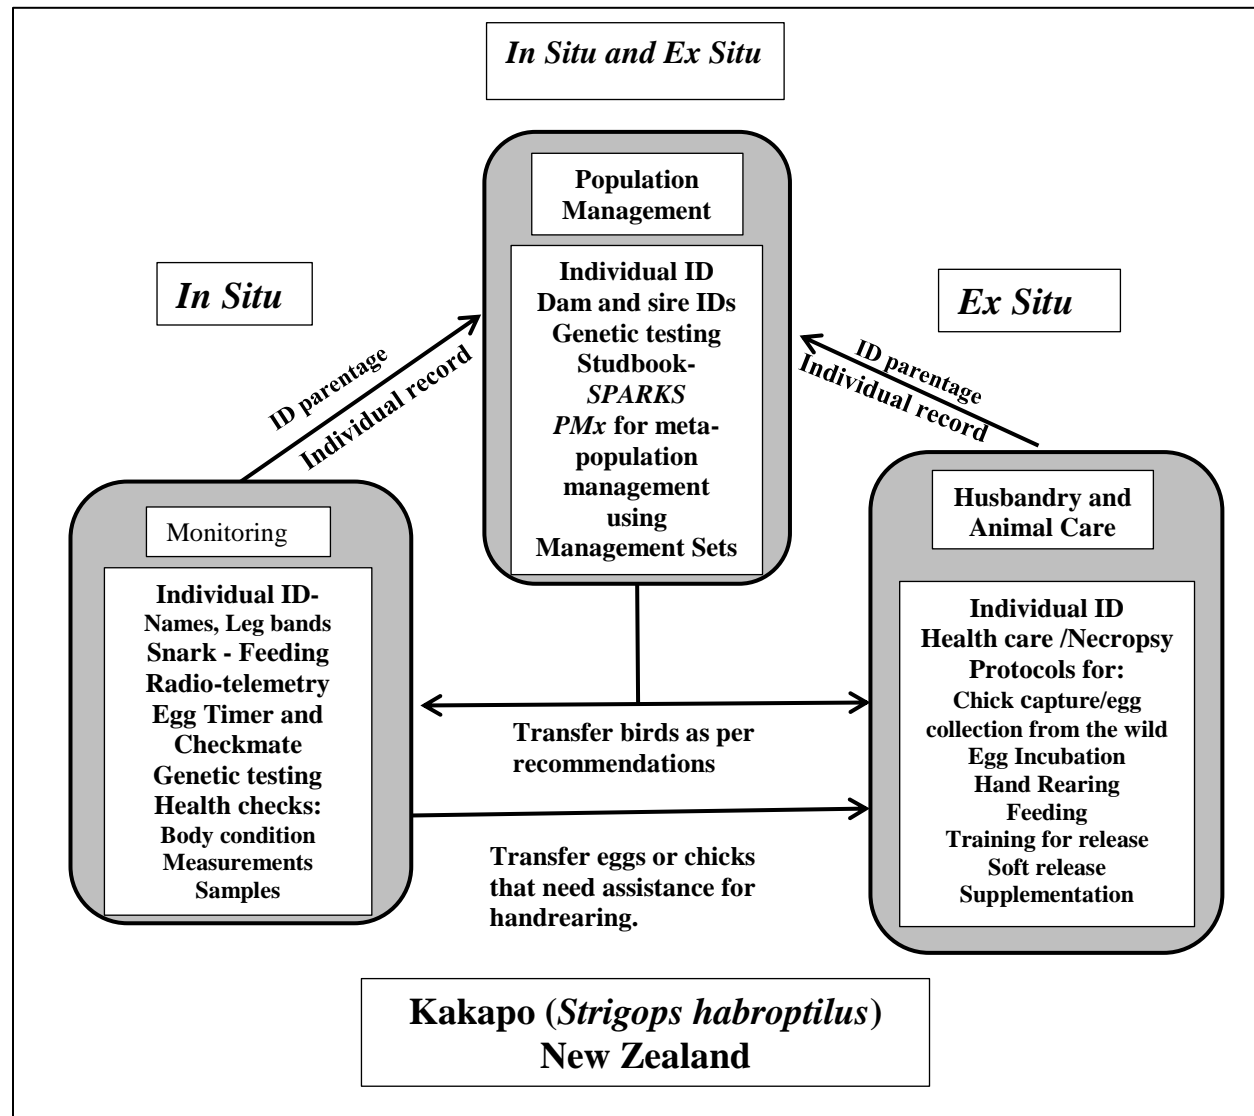 In Situ and Ex Situ
Population
Management
Individual ID
Dam and sire IDs
Genetic testing
Studbook-
SPARKS
PMx for meta-
population
management
using
Management Sets
In Situ
Ex Situ
ID parentage
Individual record
ID parentage
Individual record
Monitoring
Individual ID-
Names, Leg bands
Snark - Feeding
Radio-telemetry
Egg Timer and
Checkmate
Genetic testing
Health checks:
Body condition
Measurements
Samples
Husbandry and
Animal Care
Individual ID
Health care /Necropsy
Protocols for:
Chick capture/egg
collection from the wild
Egg Incubation
Hand Rearing
Feeding
Training for release
Soft release
Supplementation
Transfer birds as per
recommendations
Transfer eggs or chicks
that need assistance for
handrearing.
Kakapo (Strigops habroptilus)
New Zealand